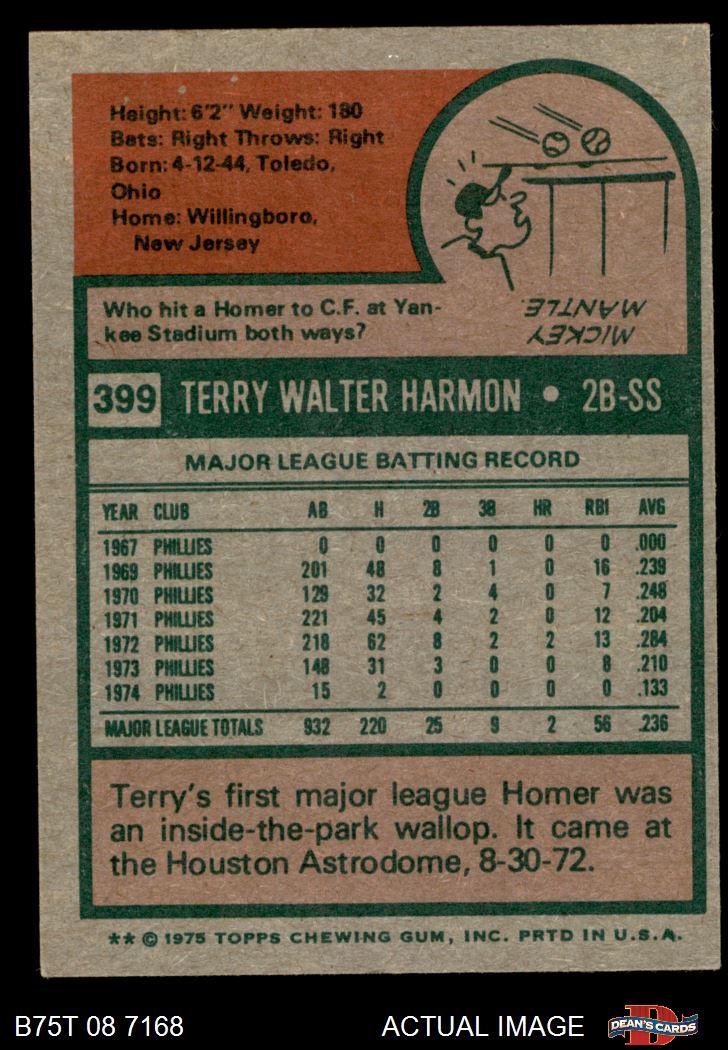 Height: 6'2" Weight: 180
Bats: Right Throws: Right
Born: 4-12-44, Toledo,
Ohio
Home: Willingboro,
New Jersey
Who hit a Homer to C.F. at Yan-
kee Stadium both ways?
MICKEY
MANTLE.
399 TERRY WALTER HARMON • 2B-SS
MAJOR LEAGUE BATTING RECORD
YEAR CLUB AB H 2B 3B HR RBI AVG
1967 PHILLIES 0 0 0 0 0 0 .000
1969 PHILLIES 201 48 8 1 0 16 .239
1970 PHILLIES 129 32 2 4 0 7 .248
1971 PHILLIES 221 45 4 2 0 12 .204
1972 PHILLIES 218 62 8 2 2 13 .284
1973 PHILLIES 148 31 3 0 0 8 .210
1974 PHILLIES 15 2 0 0 0 0 .133
MAJOR LEAGUE TOTALS 932 220 25 9 2 56 .236
Terry's first major league Homer was
an inside-the-park wallop. It came at
the Houston Astrodome, 8-30-72.
** © 1975 TOPPS CHEWING GUM, INC. PRTD IN U.S.A.
B75T 08 7168 ACTUAL IMAGE DEAN'S CARDS